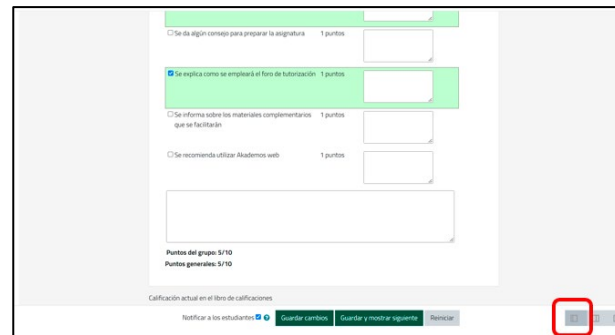 Se da algún consejo para preparar la asignatura 1 puntos
Se explica como se empleará el foro de tutorización 1 puntos
Se informa sobre los materiales complementarios 1 puntos
que se facilitarán
Se recomienda utilizar Akademos web 1 puntos
Puntos del grupo: 5/10
Puntos generales: 5/10
Calificación actual en el libro de calificaciones
Notificar a los estudiantes Guardar cambios Guardar y mostrar siguiente Reiniciar